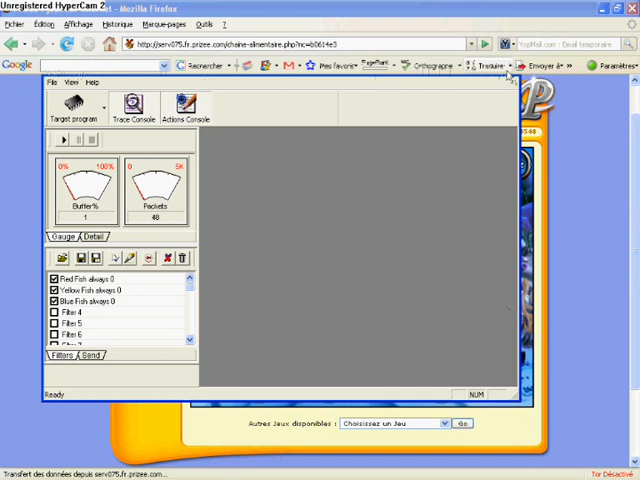 Unregistered HyperCam 2
Mozilla Firefox
Fichier Édition Affichage Historique Marque-pages Outils ?
http://serv075.fr.prizee.com/chaine-alimentaire.php?nc=b0614e3
YopMail.com : Email temporaire
Google
Rechercher
Mes favoris
PageRank
Orthographe
Traduire
Envoyer à
Paramètres
File View Help
Target program
Trace Console
Actions Console
0% 100%
Buffer%
1
0 5K
Packets
48
Gauge Detail
Red Fish always 0
Yellow Fish always 0
Blue Fish always 0
Filter 4
Filter 5
Filter 6
Filters Send
Ready
NUM
Autres Jeux disponibles :
Choisissez un Jeu
Go
Transfert des données depuis serv075.fr.prizee.com...
Tor Désactivé